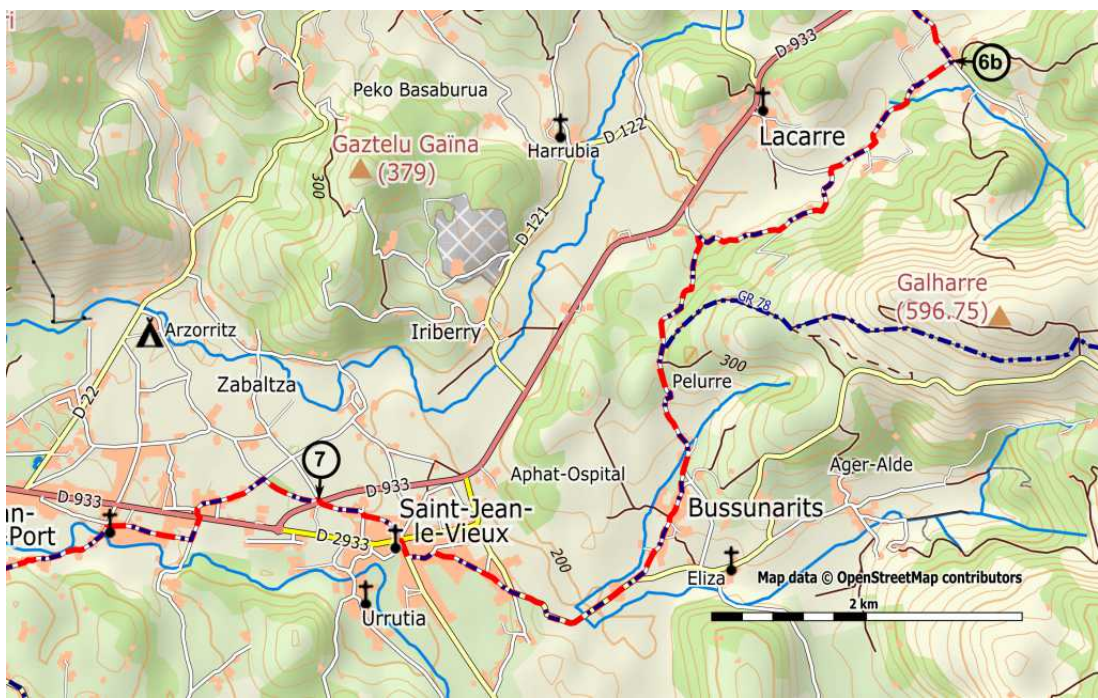 6b
D 933
Peko Basaburua
Lacarre
D 122
Harrubia
Gaztelu Gaïna
(379)
300
D 121
Galharre
(596.75)
GR 78
Arzorritz
Iriberry
300
Pelurre
Zabaltza
D 22
7
Aphat-Ospital
Ager-Alde
D 933
D 933
Saint-Jean-
le-Vieux
Bussunarits
an-
-Port
D 2933
200
Eliza
Map data © OpenStreetMap contributors
2 km
Urrutia